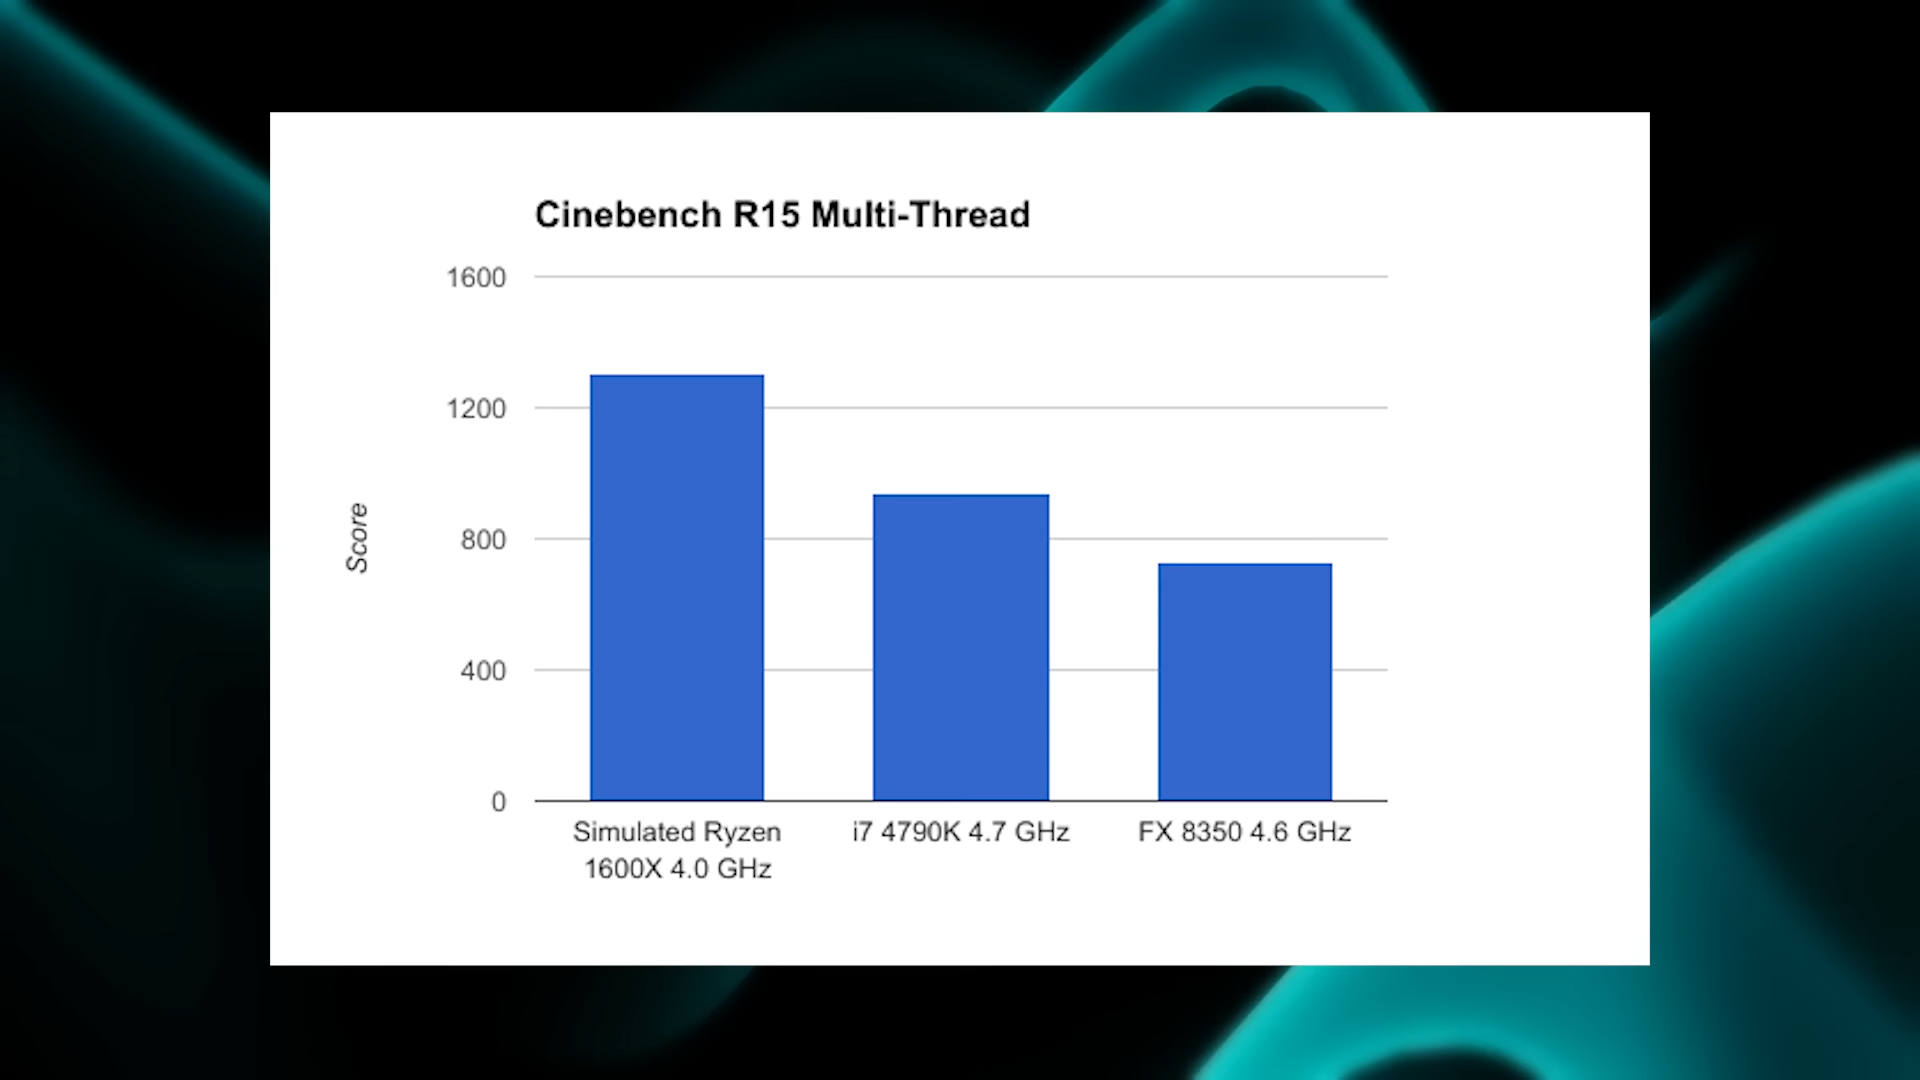 Cinebench R15 Multi-Thread
1600
1200
800
400
0
Score
Simulated Ryzen
1600X 4.0 GHz
i7 4790K 4.7 GHz
FX 8350 4.6 GHz